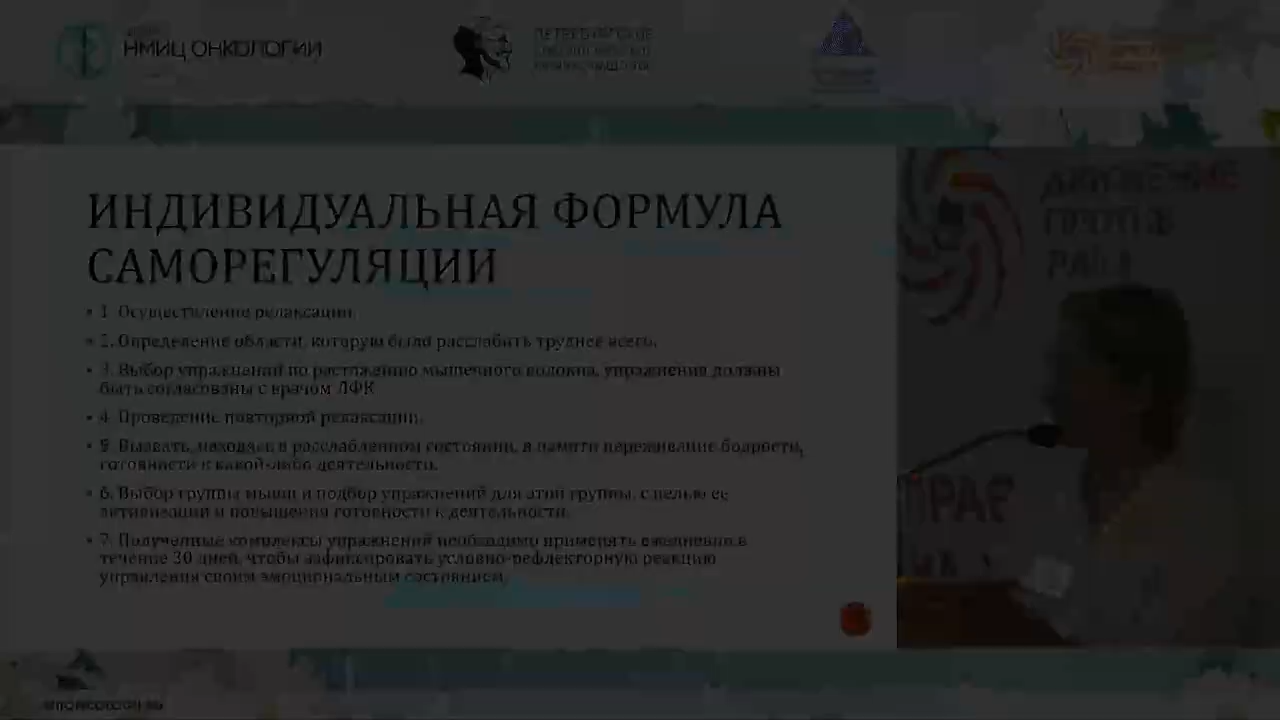 НМИЦ ОНКОЛОГИИ
ДВИЖЕНИЕ
ПРОТИВ
РАКА
ИНДИВИДУАЛЬНАЯ ФОРМУЛА
САМОРЕГУЛЯЦИИ
• 1. Осуществление релаксации.
• 2. Определение области, которую было расслабить труднее всего.
• 3. Выбор упражнений по растяжению мышечного волокна, упражнения должны
быть согласованы с врачом ЛФК
• 4. Проведение повторной релаксации.
• 5. Вызвать, находясь в расслабленном состоянии, в памяти переживание бодрости,
готовности к какой-либо деятельности.
• 6. Выбор группы мышц и подбор упражнений для этой группы, с целью ее
активизации и повышения готовности к деятельности.
• 7. Полученные комплексы упражнений необходимо применять ежедневно в
течение 30 дней, чтобы зафиксировать условно-рефлекторную реакцию
управления своим эмоциональным состоянием.